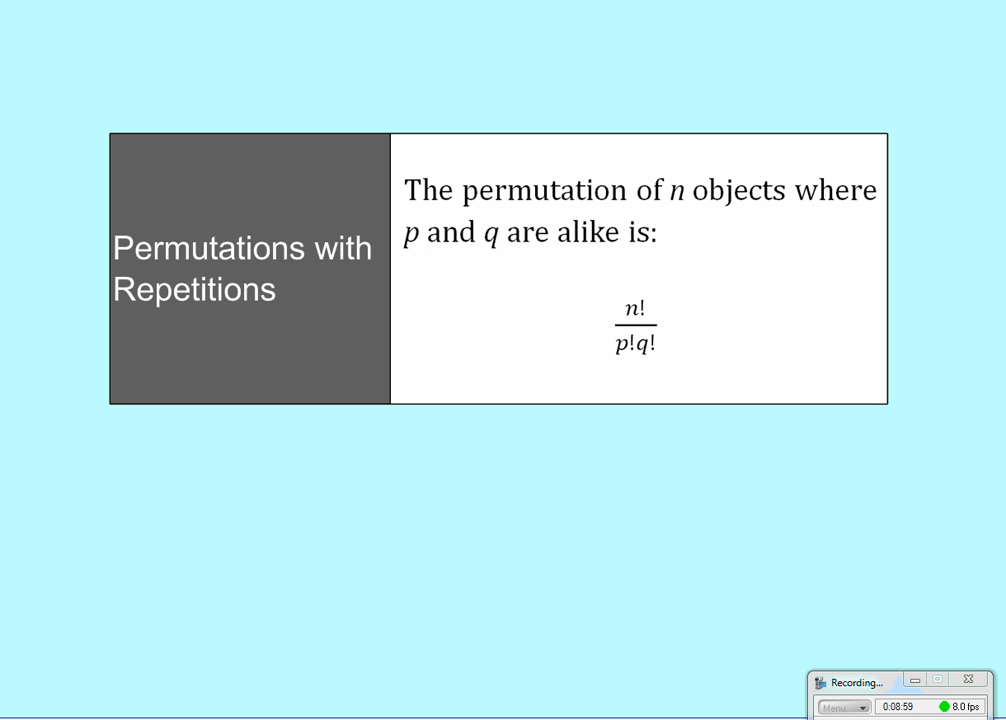 Permutations with
Repetitions
The permutation of n objects where
p and q are alike is:
n!
p!q!
Recording...
Menu
0:08:59
8.0 fps